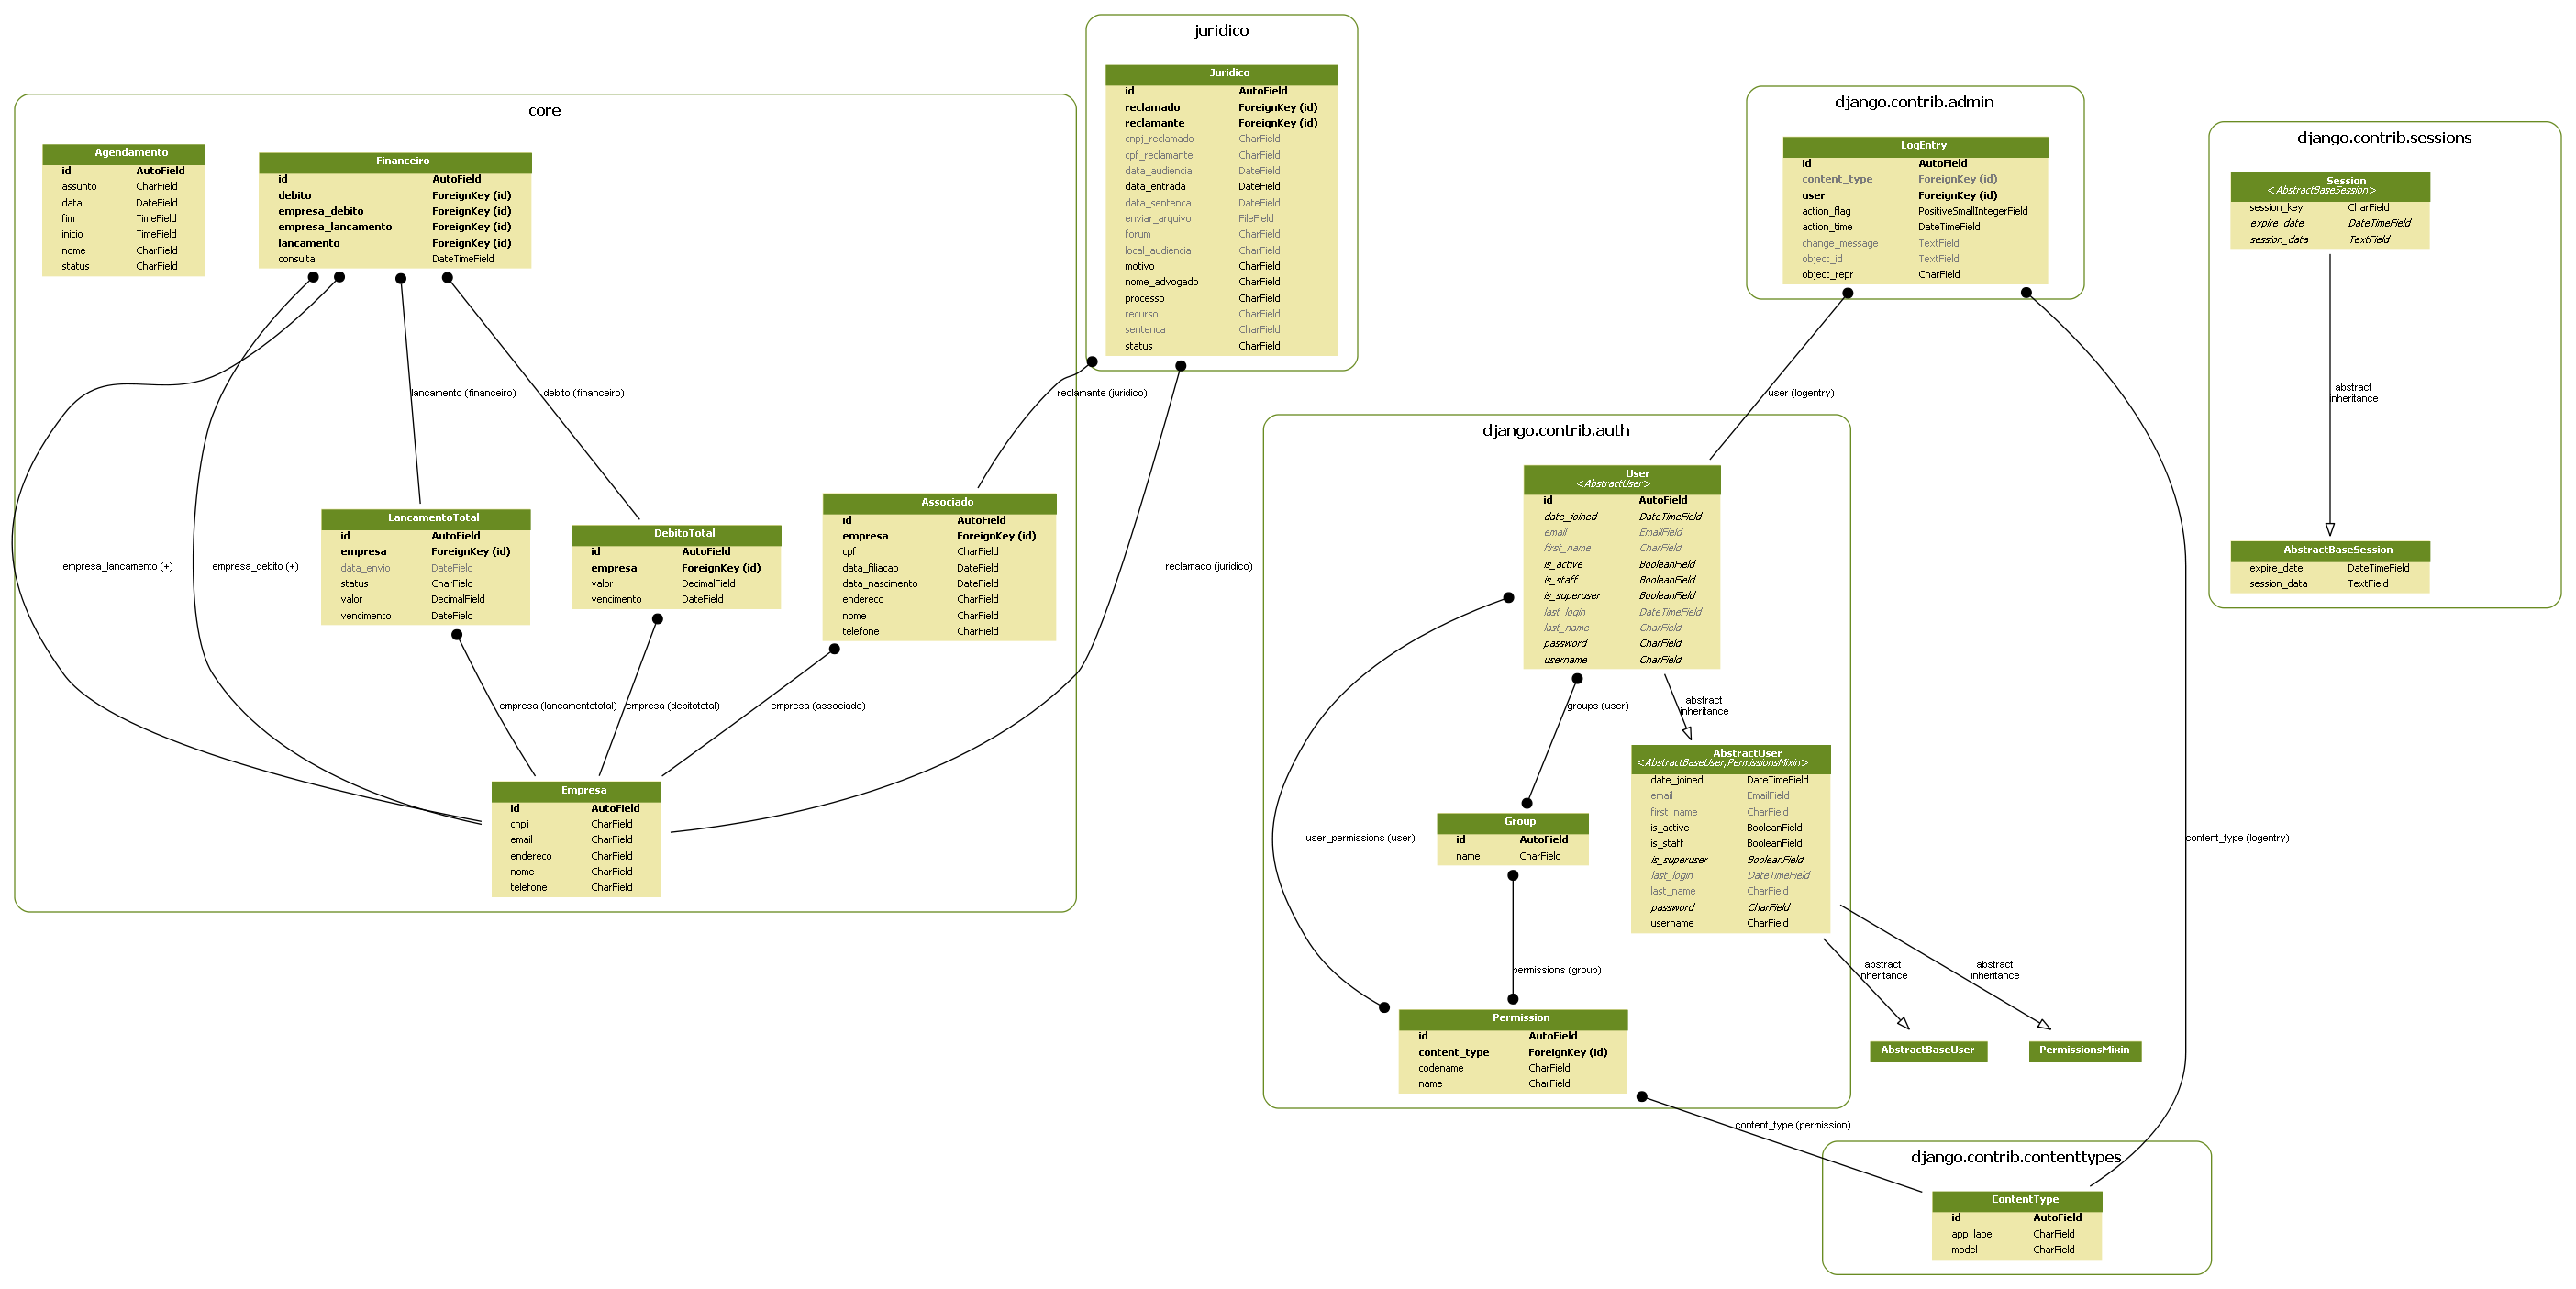 juridico
Juridico
id AutoField
reclamado ForeignKey (id)
reclamante ForeignKey (id)
cnpj_reclamado CharField
cpf_reclamante CharField
data_audiencia DateField
data_entrada DateField
data_sentenca DateField
enviar_arquivo FileField
forum CharField
local_audiencia CharField
motivo CharField
nome_advogado CharField
processo CharField
recurso CharField
sentenca CharField
status CharField
core
Agendamento
id AutoField
assunto CharField
data DateField
fim TimeField
inicio TimeField
nome CharField
status CharField
Financeiro
id AutoField
debito ForeignKey (id)
empresa_debito ForeignKey (id)
empresa_lancamento ForeignKey (id)
lancamento ForeignKey (id)
consulta DateTimeField
lancamento (financeiro)
debito (financeiro)
reclamante (juridico)
LancamentoTotal
id AutoField
empresa ForeignKey (id)
data_envio DateField
status CharField
valor DecimalField
vencimento DateField
DebitoTotal
id AutoField
empresa ForeignKey (id)
valor DecimalField
vencimento DateField
Associado
id AutoField
empresa ForeignKey (id)
cpf CharField
data_filiacao DateField
data_nascimento DateField
endereco CharField
nome CharField
telefone CharField
empresa_lancamento (+)
empresa_debito (+)
reclamado (juridico)
empresa (lancamentototal)
empresa (debitototal)
empresa (associado)
Empresa
id AutoField
cnpj CharField
email CharField
endereco CharField
nome CharField
telefone CharField
django.contrib.admin
LogEntry
id AutoField
content_type ForeignKey (id)
user ForeignKey (id)
action_flag PositiveSmallIntegerField
action_time DateTimeField
change_message TextField
object_id TextField
object_repr CharField
user (logentry)
django.contrib.sessions
Session
<AbstractBaseSession>
session_key CharField
expire_date DateTimeField
session_data TextField
abstract
inheritance
AbstractBaseSession
expire_date DateTimeField
session_data TextField
django.contrib.auth
User
<AbstractUser>
id AutoField
date_joined DateTimeField
email EmailField
first_name CharField
is_active BooleanField
is_staff BooleanField
is_superuser BooleanField
last_login DateTimeField
last_name CharField
password CharField
username CharField
groups (user)
abstract
inheritance
AbstractUser
<AbstractBaseUser,PermissionsMixin>
date_joined DateTimeField
email EmailField
first_name CharField
is_active BooleanField
is_staff BooleanField
is_superuser BooleanField
last_login DateTimeField
last_name CharField
password CharField
username CharField
user_permissions (user)
Group
id AutoField
name CharField
content_type (logentry)
permissions (group)
abstract
inheritance
abstract
inheritance
Permission
id AutoField
content_type ForeignKey (id)
codename CharField
name CharField
AbstractBaseUser
PermissionsMixin
content_type (permission)
django.contrib.contenttypes
ContentType
id AutoField
app_label CharField
model CharField